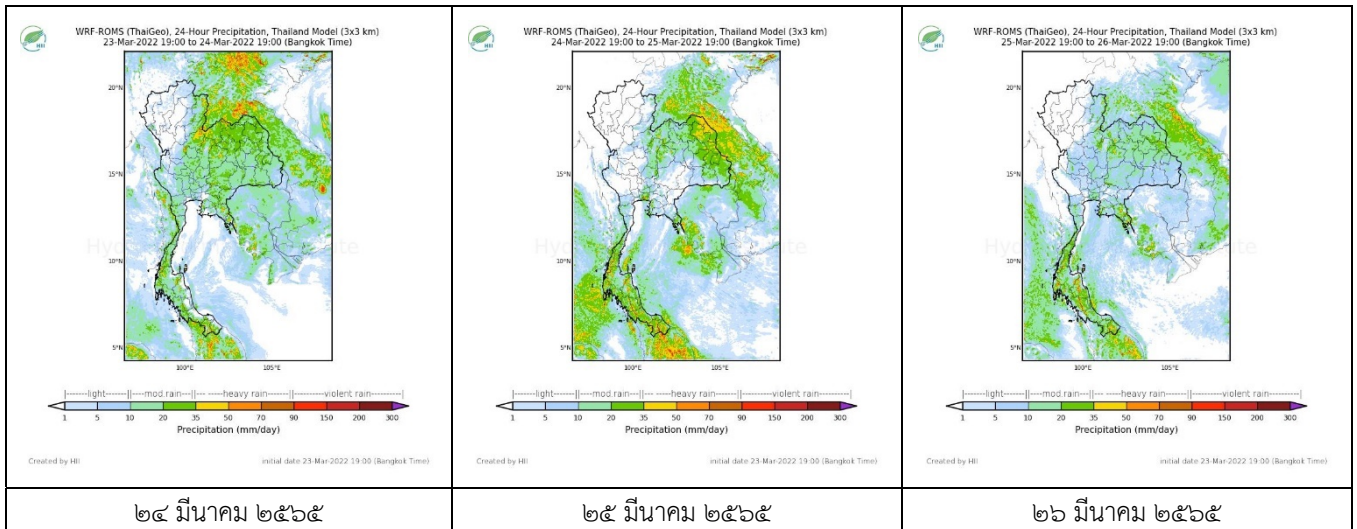 HII
WRF-ROMS (ThaiGeo), 24-Hour Precipitation, Thailand Model (3x3 km)
23-Mar-2022 19:00 to 24-Mar-2022 19:00 (Bangkok Time)
20°N
15°N
10°N
5°N
100°E 105°E
|-------light-------||----mod.rain---||------ -heavy rain-------||-------violent rain-------|
1 5 10 20 35 50 70 90 150 200 300
Precipitation (mm/day)
Created by HII initial date 23-Mar-2022 19:00 (Bangkok Time)
๒๔ มีนาคม ๒๕๖๕
HII
WRF-ROMS (ThaiGeo), 24-Hour Precipitation, Thailand Model (3x3 km)
24-Mar-2022 19:00 to 25-Mar-2022 19:00 (Bangkok Time)
20°N
15°N
10°N
5°N
100°E 105°E
|-------light-------||----mod.rain---||------ -heavy rain-------||-------violent rain-------|
1 5 10 20 35 50 70 90 150 200 300
Precipitation (mm/day)
Created by HII initial date 23-Mar-2022 19:00 (Bangkok Time)
๒๕ มีนาคม ๒๕๖๕
HII
WRF-ROMS (ThaiGeo), 24-Hour Precipitation, Thailand Model (3x3 km)
25-Mar-2022 19:00 to 26-Mar-2022 19:00 (Bangkok Time)
20°N
15°N
10°N
5°N
100°E 105°E
|-------light-------||----mod.rain---||------ -heavy rain-------||-------violent rain-------|
1 5 10 20 35 50 70 90 150 200 300
Precipitation (mm/day)
Created by HII initial date 23-Mar-2022 19:00 (Bangkok Time)
๒๖ มีนาคม ๒๕๖๕